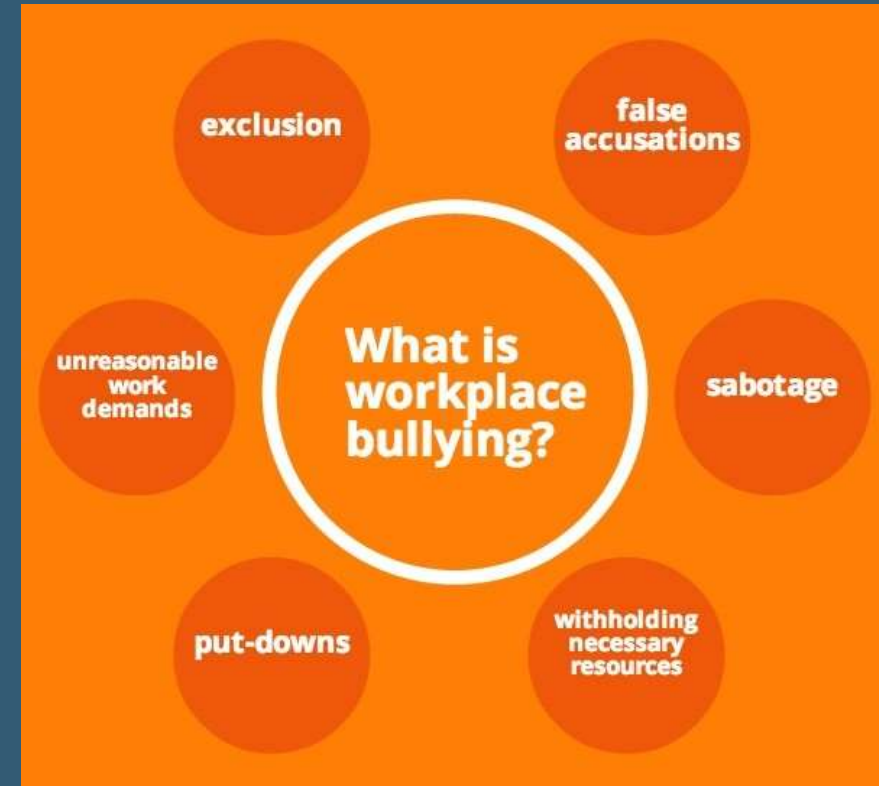 exclusion
false
accusations
What is
workplace
bullying?
unreasonable
work
demands
sabotage
put-downs
withholding
necessary
resources